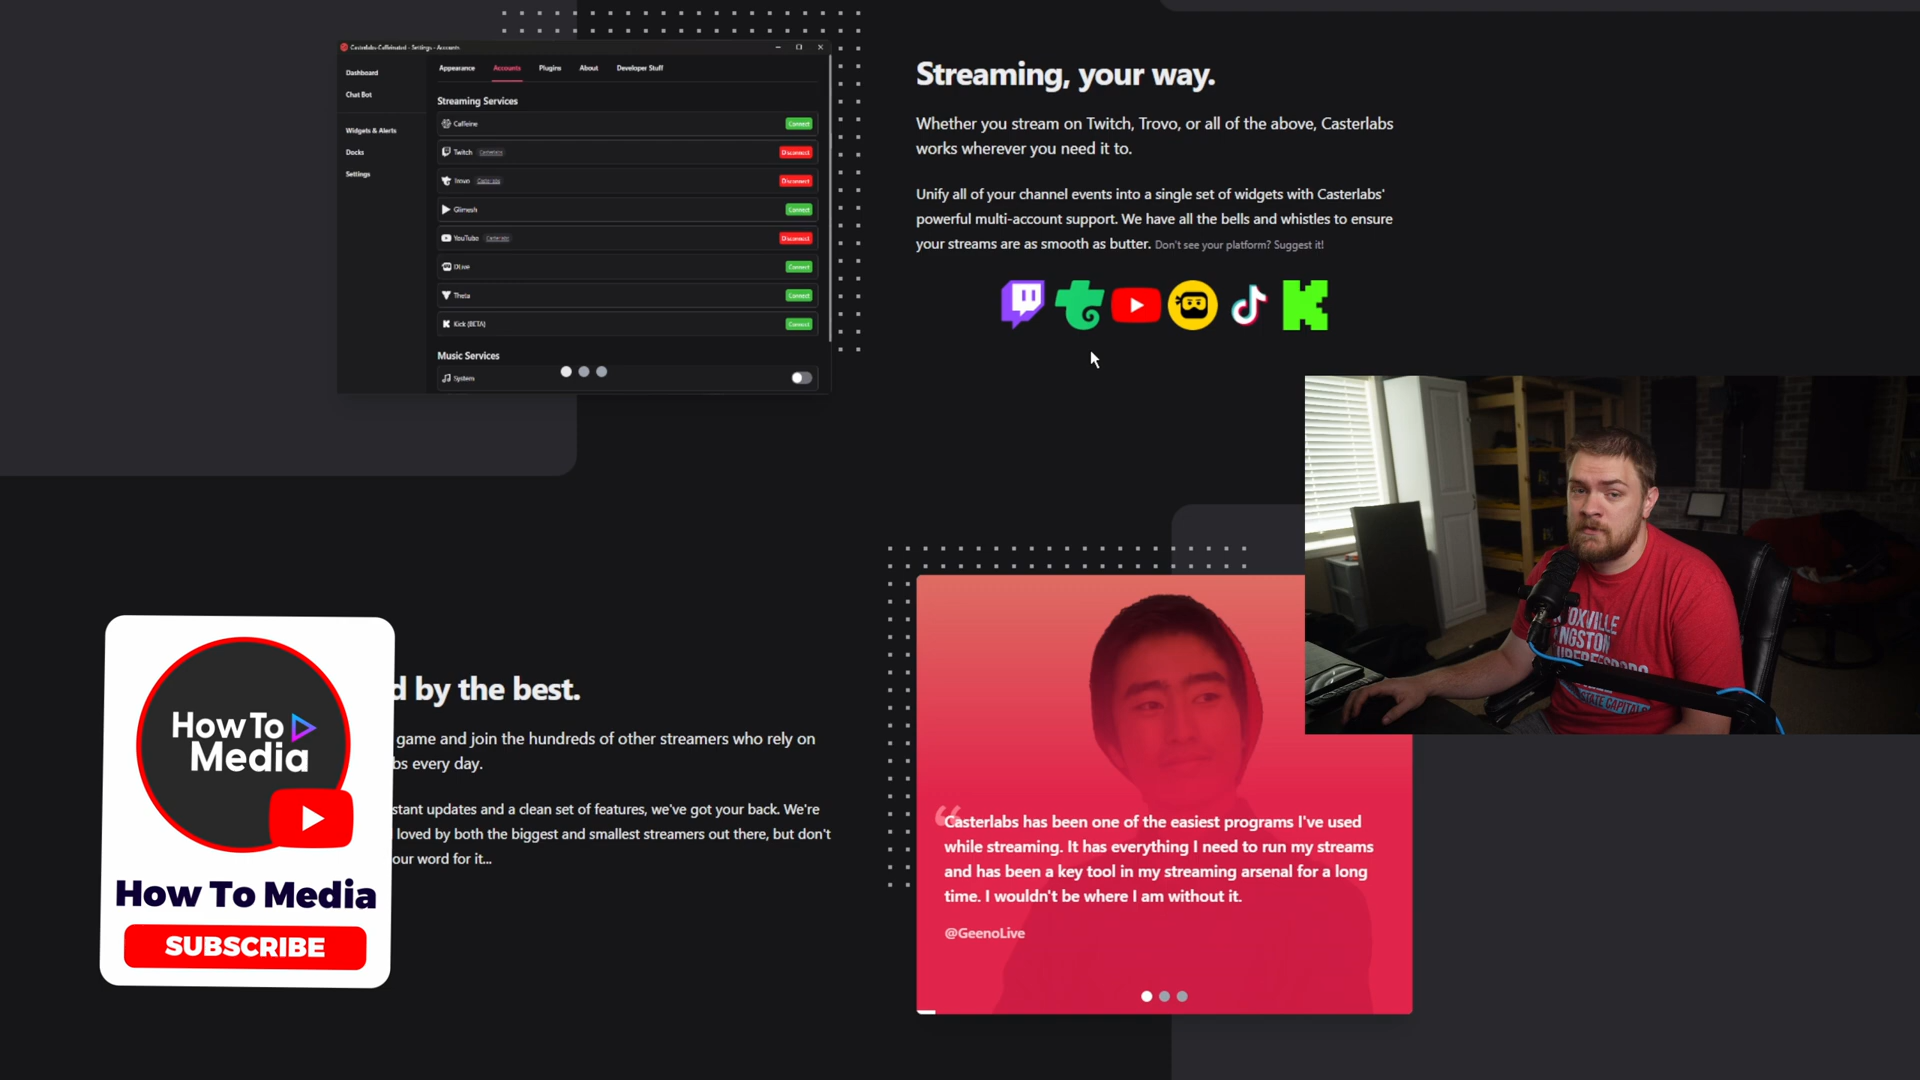 Casterlabs-Caffeinated - Settings - Accounts
Dashboard
Chat Bot
Widgets & Alerts
Docks
Settings
Appearance Accounts Plugins About Developer Stuff
Streaming Services
Caffeine Connect
Twitch Casterlabs Disconnect
Trovo Casterlabs Disconnect
Glimesh Connect
YouTube Casterlabs Disconnect
DLive Connect
Theta Connect
Kick (BETA) Connect
Music Services
System
Streaming, your way.
Whether you stream on Twitch, Trovo, or all of the above, Casterlabs
works wherever you need it to.
Unify all of your channel events into a single set of widgets with Casterlabs'
powerful multi-account support. We have all the bells and whistles to ensure
your streams are as smooth as butter. Don't see your platform? Suggest it!
d by the best.
game and join the hundreds of other streamers who rely on
bs every day.
stant updates and a clean set of features, we've got your back. We're
loved by both the biggest and smallest streamers out there, but don't
our word for it...
How To
Media
How To Media
SUBSCRIBE
“
Casterlabs has been one of the easiest programs I've used
while streaming. It has everything I need to run my streams
and has been a key tool in my streaming arsenal for a long
time. I wouldn't be where I am without it.
@GeenoLive
OXVILLE
NGSTON
STATE CAPITALS